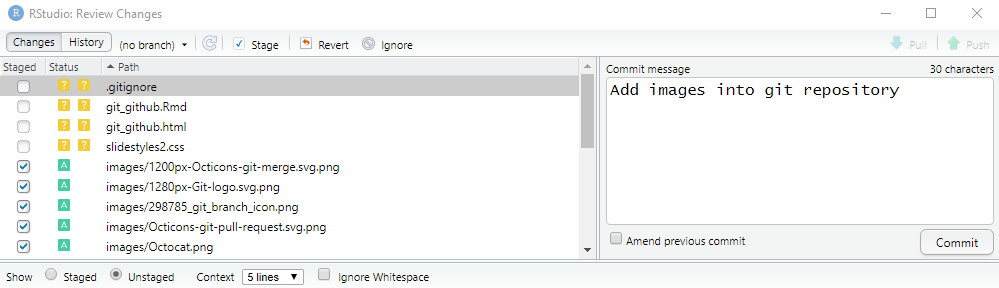 R RStudio: Review Changes
Changes History (no branch) Stage Revert Ignore Pull Push
Staged Status Path
? ? .gitignore
? ? git_github.Rmd
? ? git_github.html
? ? slidestyles2.css
A images/1200px-Octicons-git-merge.svg.png
A images/1280px-Git-logo.svg.png
A images/298785_git_branch_icon.png
A images/Octicons-git-pull-request.svg.png
A images/Octocat.png
Commit message 30 characters
Add images into git repository
Amend previous commit Commit
Show Staged Unstaged Context 5 lines Ignore Whitespace